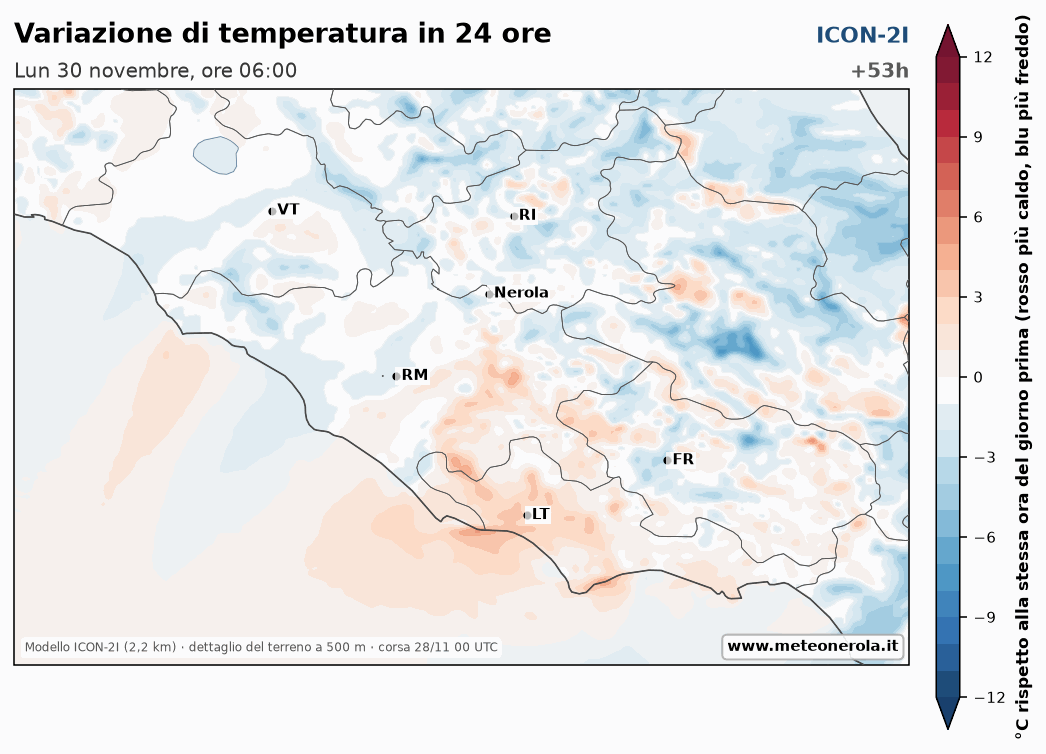 Variazione di temperatura in 24 ore
ICON-2I
Lun 30 novembre, ore 06:00
+53h
VT
RI
Nerola
RM
FR
LT
Modello ICON-2I (2,2 km) · dettaglio del terreno a 500 m · corsa 28/11 00 UTC
www.meteonerola.it
12
9
6
3
0
−3
−6
−9
−12
°C rispetto alla stessa ora del giorno prima (rosso più caldo, blu più freddo)